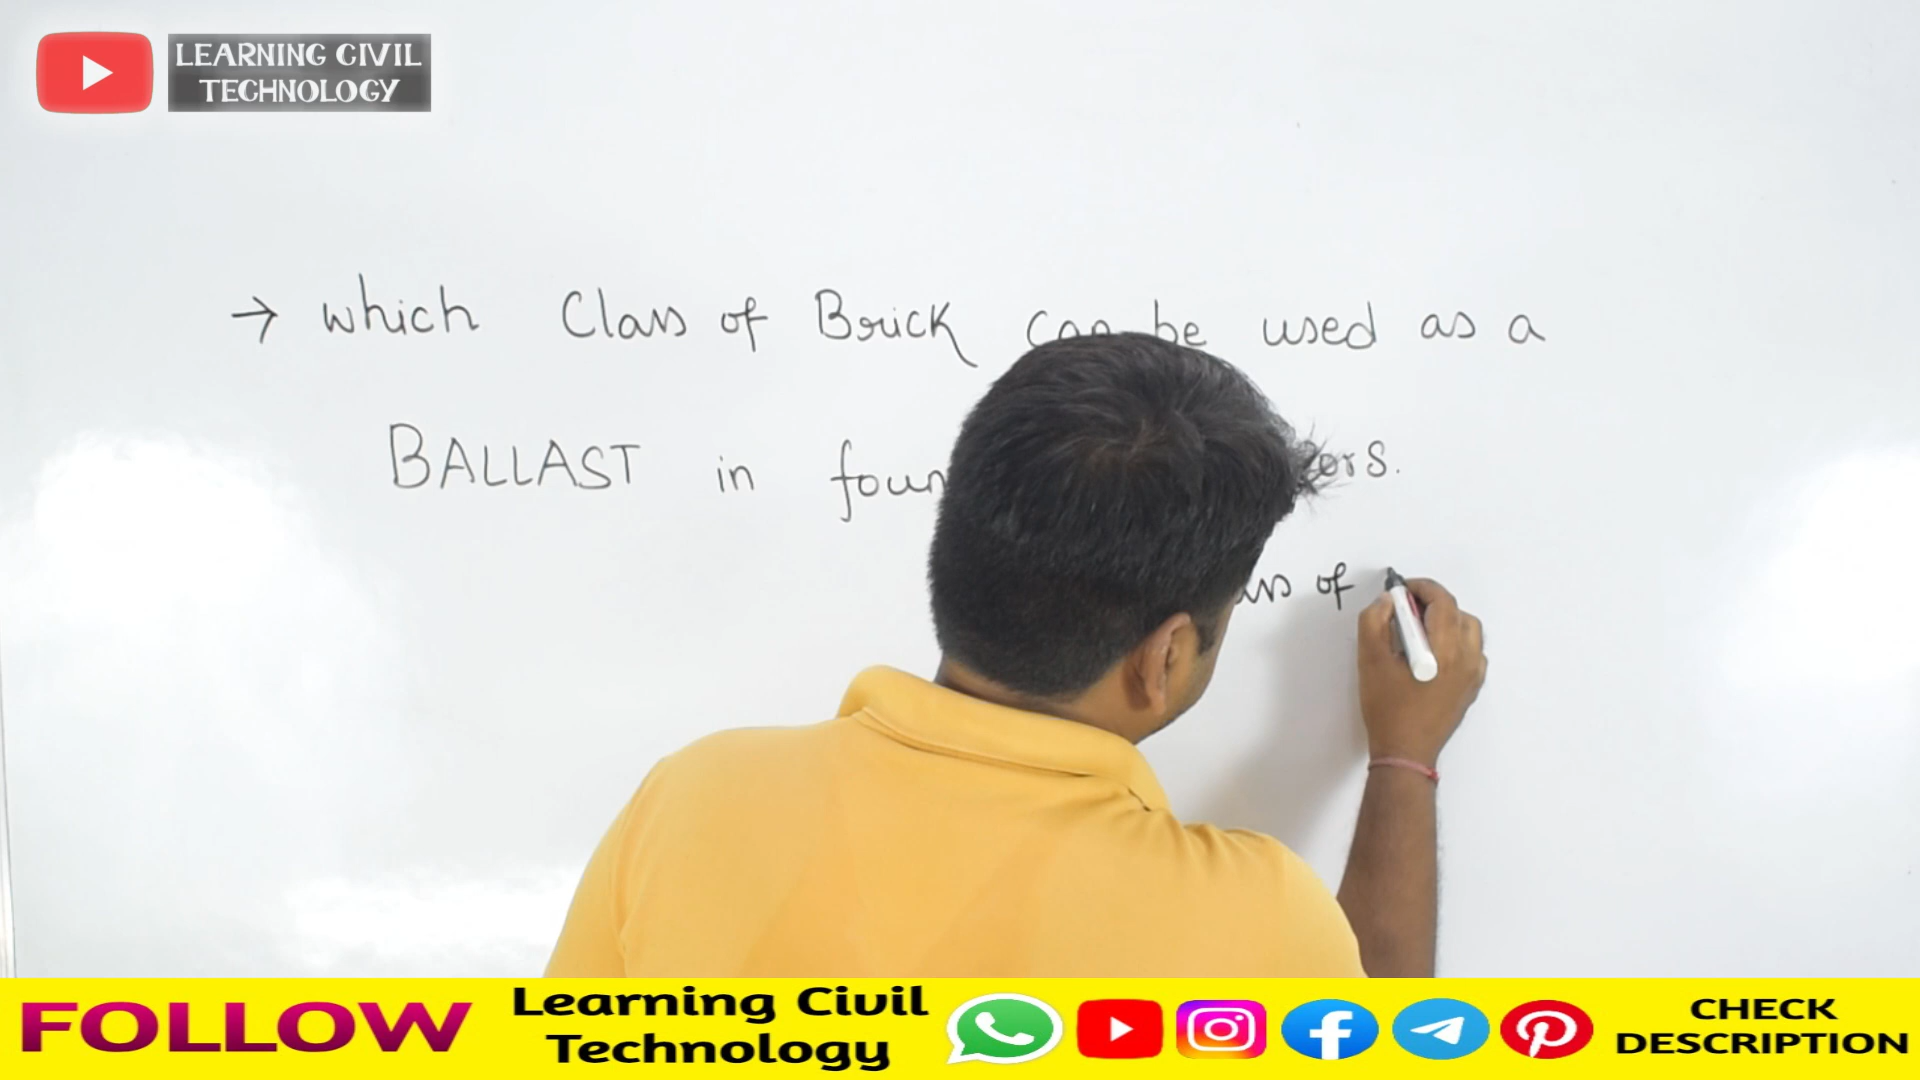 LEARNING CIVIL
TECHNOLOGY
→ which Class of Brick can be used as a
BALLAST in
of
FOLLOW
Learning Civil
Technology
CHECK
DESCRIPTION